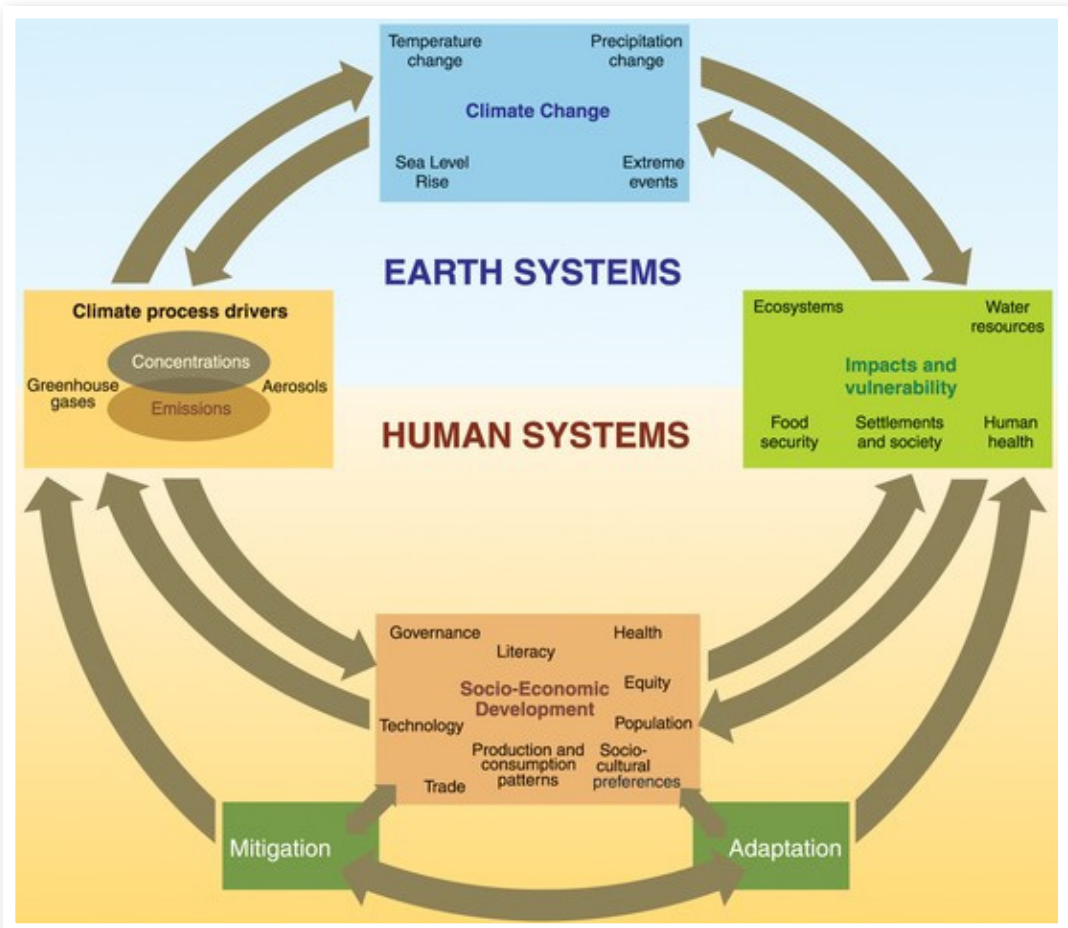 Temperature
change
Precipitation
change
Climate Change
Sea Level
Rise
Extreme
events
EARTH SYSTEMS
Climate process drivers
Concentrations
Greenhouse
gases
Aerosols
Emissions
Ecosystems
Water
resources
Impacts and
vulnerability
Food
security
Settlements
and society
Human
health
HUMAN SYSTEMS
Governance
Literacy
Health
Socio-Economic
Development
Equity
Technology
Population
Production and
consumption
patterns
Socio-
cultural
preferences
Trade
Mitigation
Adaptation